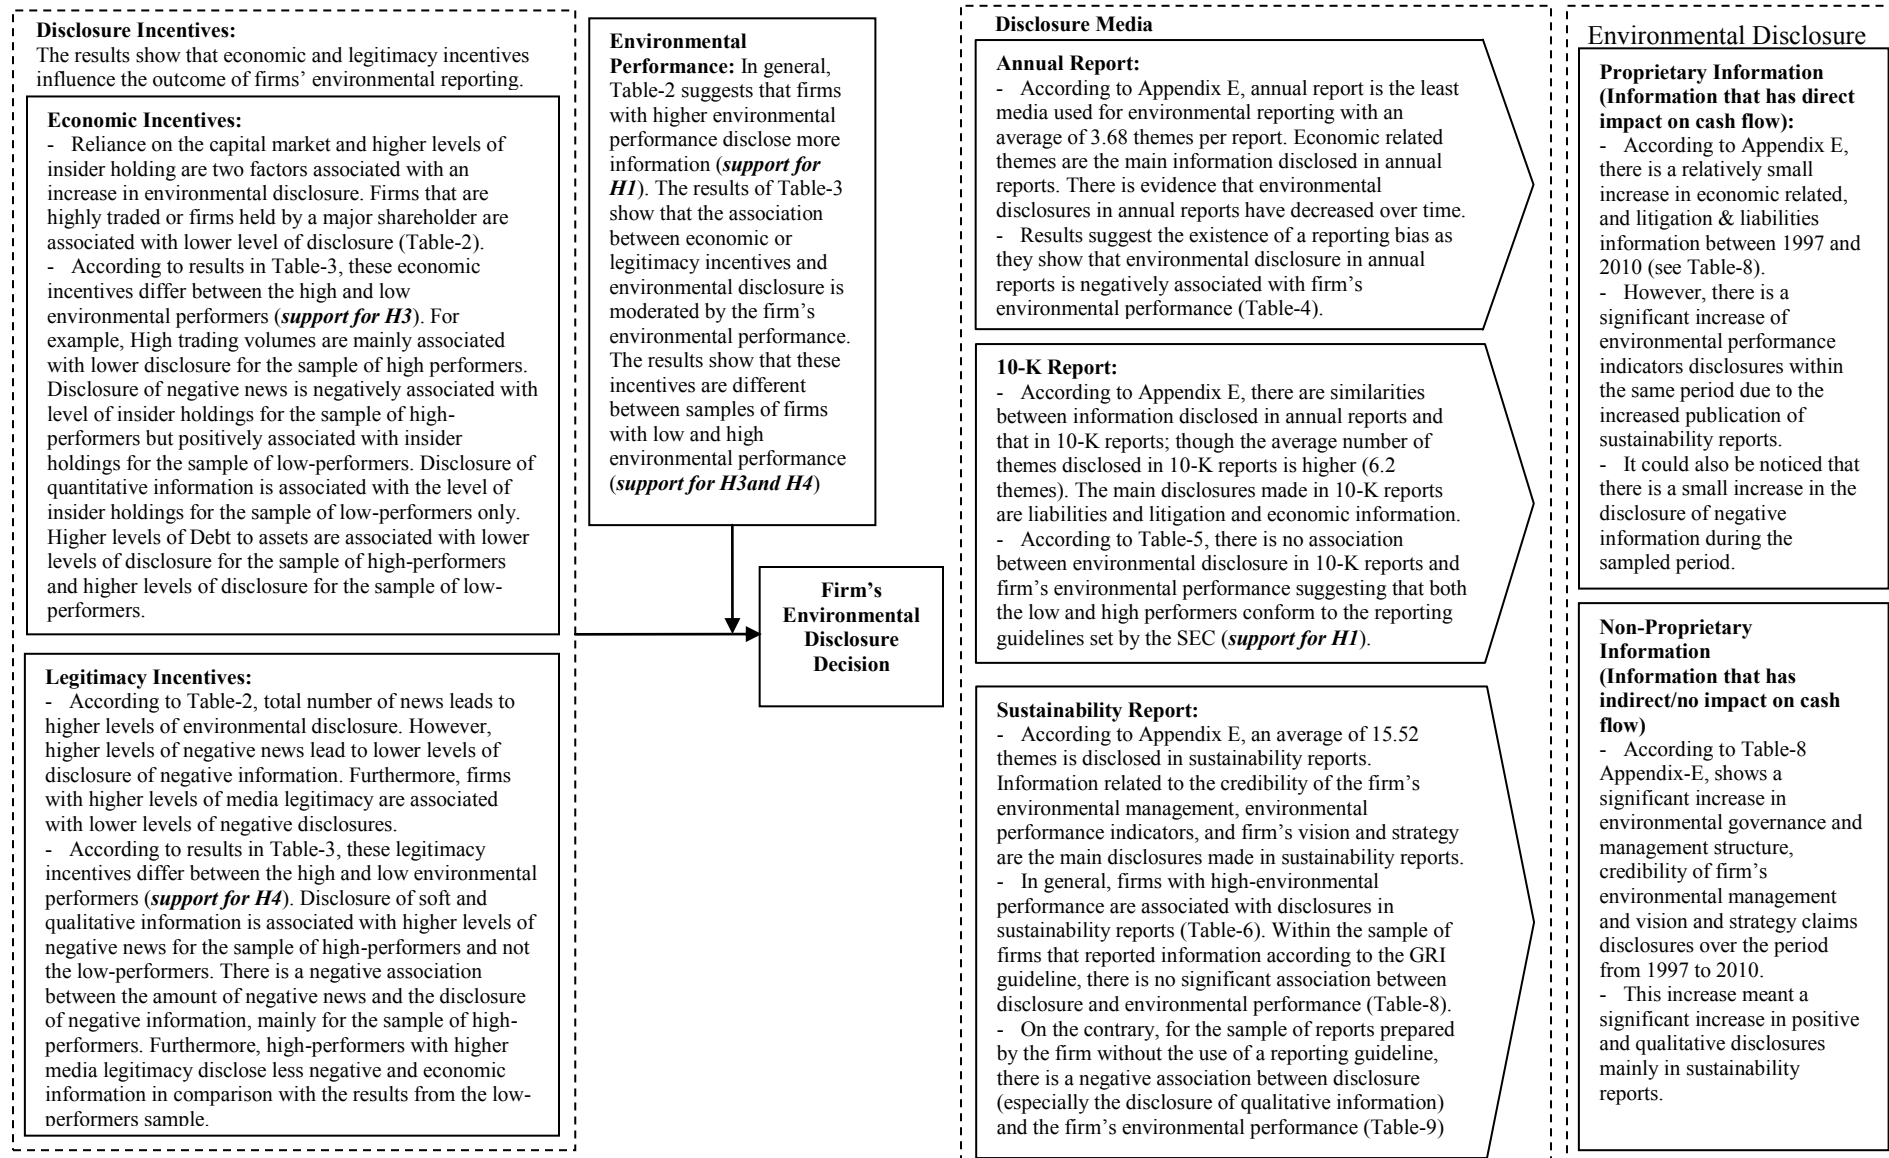 Disclosure Incentives:
The results show that economic and legitimacy incentives
influence the outcome of firms' environmental reporting.
Economic Incentives:
- Reliance on the capital market and higher levels of
insider holding are two factors associated with an
increase in environmental disclosure. Firms that are
highly traded or firms held by a major shareholder are
associated with lower level of disclosure (Table-2).
- According to results in Table-3, these economic
incentives differ between the high and low
environmental performers (support for H3). For
example, High trading volumes are mainly associated
with lower disclosure for the sample of high performers.
Disclosure of negative news is negatively associated with
level of insider holdings for the sample of high-
performers but positively associated with insider
holdings for the sample of low-performers. Disclosure of
quantitative information is associated with the level of
insider holdings for the sample of low-performers only.
Higher levels of Debt to assets are associated with lower
levels of disclosure for the sample of high-performers
and higher levels of disclosure for the sample of low-
performers.
Legitimacy Incentives:
- According to Table-2, total number of news leads to
higher levels of environmental disclosure. However,
higher levels of negative news lead to lower levels of
disclosure of negative information. Furthermore, firms
with higher levels of media legitimacy are associated
with lower levels of negative disclosures.
- According to results in Table-3, these legitimacy
incentives differ between the high and low environmental
performers (support for H4). Disclosure of soft and
qualitative information is associated with higher levels of
negative news for the sample of high-performers and not
the low-performers. There is a negative association
between the amount of negative news and the disclosure
of negative information, mainly for the sample of high-
performers. Furthermore, high-performers with higher
media legitimacy disclose less negative and economic
information in comparison with the results from the low-
performers sample.
Environmental
Performance: In general,
Table-2 suggests that firms
with higher environmental
performance disclose more
information (support for
H1). The results of Table-3
show that the association
between economic or
legitimacy incentives and
environmental disclosure is
moderated by the firm's
environmental performance.
The results show that these
incentives are different
between samples of firms
with low and high
environmental performance
(support for H3and H4)
Firm's
Environmental
Disclosure
Decision
Disclosure Media
Annual Report:
- According to Appendix E, annual report is the least
media used for environmental reporting with an
average of 3.68 themes per report. Economic related
themes are the main information disclosed in annual
reports. There is evidence that environmental
disclosures in annual reports have decreased over time.
- Results suggest the existence of a reporting bias as
they show that environmental disclosure in annual
reports is negatively associated with firm's
environmental performance (Table-4).
10-K Report:
- According to Appendix E, there are similarities
between information disclosed in annual reports and
that in 10-K reports; though the average number of
themes disclosed in 10-K reports is higher (6.2
themes). The main disclosures made in 10-K reports
are liabilities and litigation and economic information.
- According to Table-5, there is no association
between environmental disclosure in 10-K reports and
firm's environmental performance suggesting that both
the low and high performers conform to the reporting
guidelines set by the SEC (support for H1).
Sustainability Report:
- According to Appendix E, an average of 15.52
themes is disclosed in sustainability reports.
Information related to the credibility of the firm's
environmental management, environmental
performance indicators, and firm's vision and strategy
are the main disclosures made in sustainability reports.
- In general, firms with high-environmental
performance are associated with disclosures in
sustainability reports (Table-6). Within the sample of
firms that reported information according to the GRI
guideline, there is no significant association between
disclosure and environmental performance (Table-8).
- On the contrary, for the sample of reports prepared
by the firm without the use of a reporting guideline,
there is a negative association between disclosure
(especially the disclosure of qualitative information)
and the firm's environmental performance (Table-9)
Environmental Disclosure
Proprietary Information
(Information that has direct
impact on cash flow):
- According to Appendix E,
there is a relatively small
increase in economic related,
and litigation & liabilities
information between 1997 and
2010 (see Table-8).
- However, there is a
significant increase of
environmental performance
indicators disclosures within
the same period due to the
increased publication of
sustainability reports.
- It could also be noticed that
there is a small increase in the
disclosure of negative
information during the
sampled period.
Non-Proprietary
Information
(Information that has
indirect/no impact on cash
flow)
- According to Table-8
Appendix-E, shows a
significant increase in
environmental governance and
management structure,
credibility of firm's
environmental management
and vision and strategy claims
disclosures over the period
from 1997 to 2010.
- This increase meant a
significant increase in positive
and qualitative disclosures
mainly in sustainability
reports.